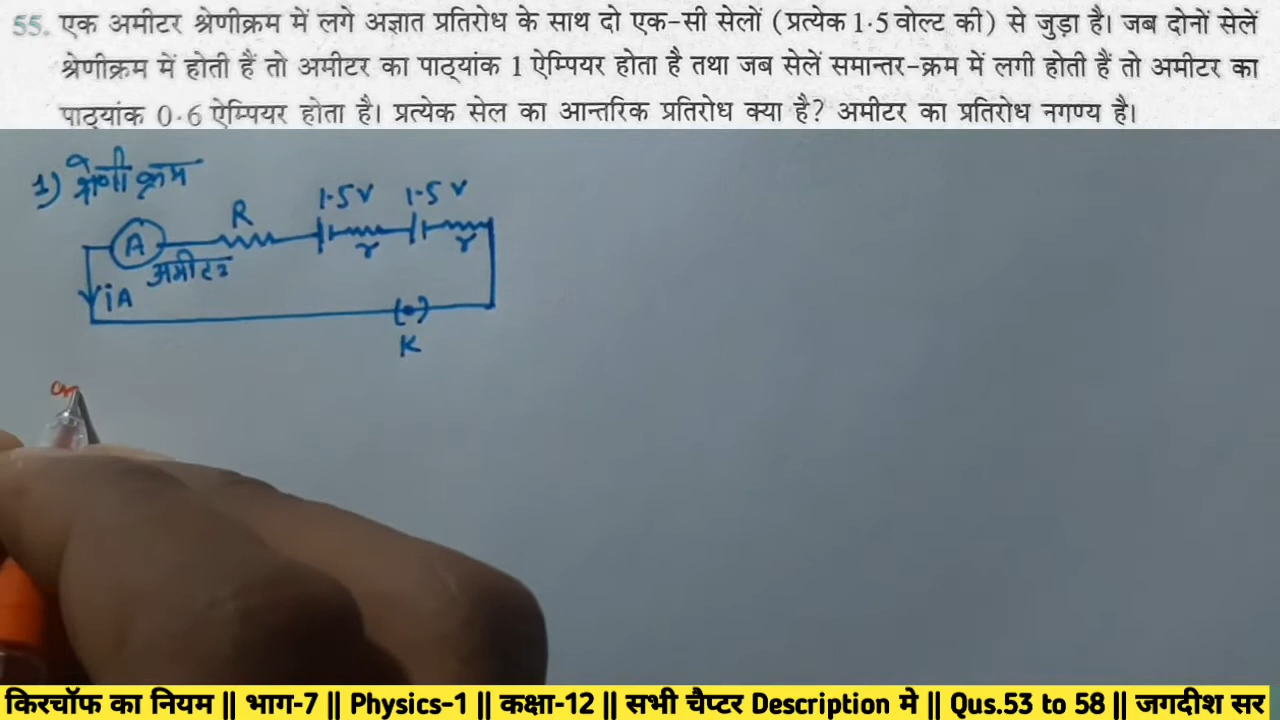 55. एक अमीटर श्रेणीक्रम में लगे अज्ञात प्रतिरोध के साथ दो एक-सी सेलों (प्रत्येक 1·5 वोल्ट की) से जुड़ा है। जब दोनों सेलें
श्रेणीक्रम में होती हैं तो अमीटर का पाठ्यांक 1 ऐम्पियर होता है तथा जब सेलें समान्तर-क्रम में लगी होती हैं तो अमीटर का
पाठ्यांक 0·6 ऐम्पियर होता है। प्रत्येक सेल का आन्तरिक प्रतिरोध क्या है? अमीटर का प्रतिरोध नगण्य है।
1) श्रेणी क्रम
R 1·5 V 1·5 V
A
अमीटर r r
iA
K
किरचॉफ का नियम || भाग-7 || Physics-1 || कक्षा-12 || सभी चैप्टर Description मे || Qus.53 to 58 || जगदीश सर